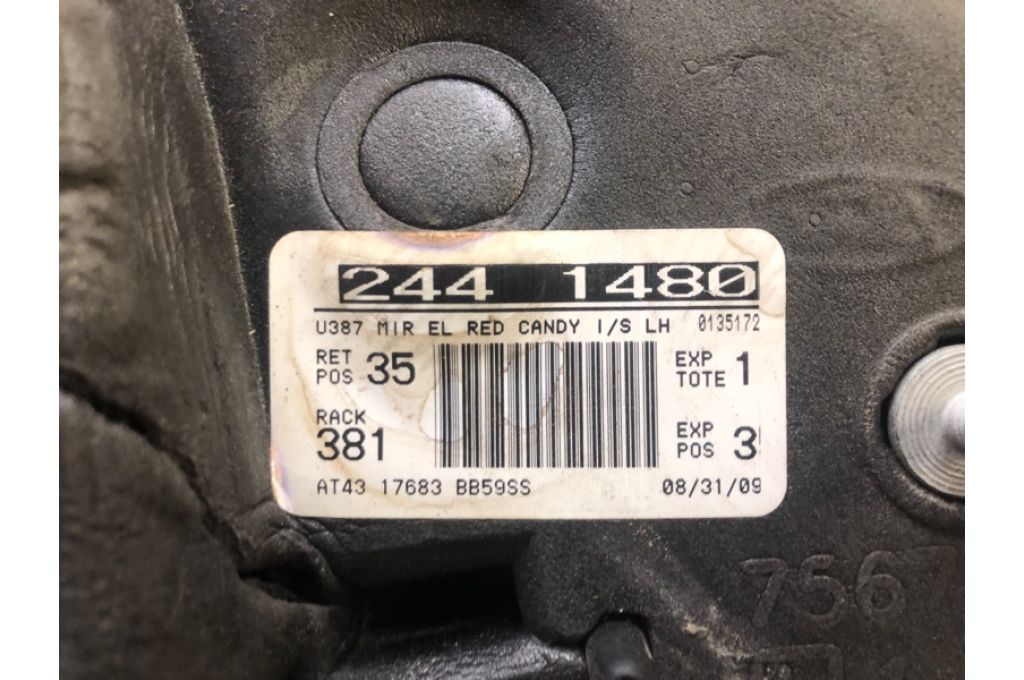 244 1480
U387 MIR EL RED CANDY I/S LH 0135172
RET POS 35
EXP TOTE 1
RACK 381
EXP POS 3
AT43 17683 BB59SS 08/31/09
756